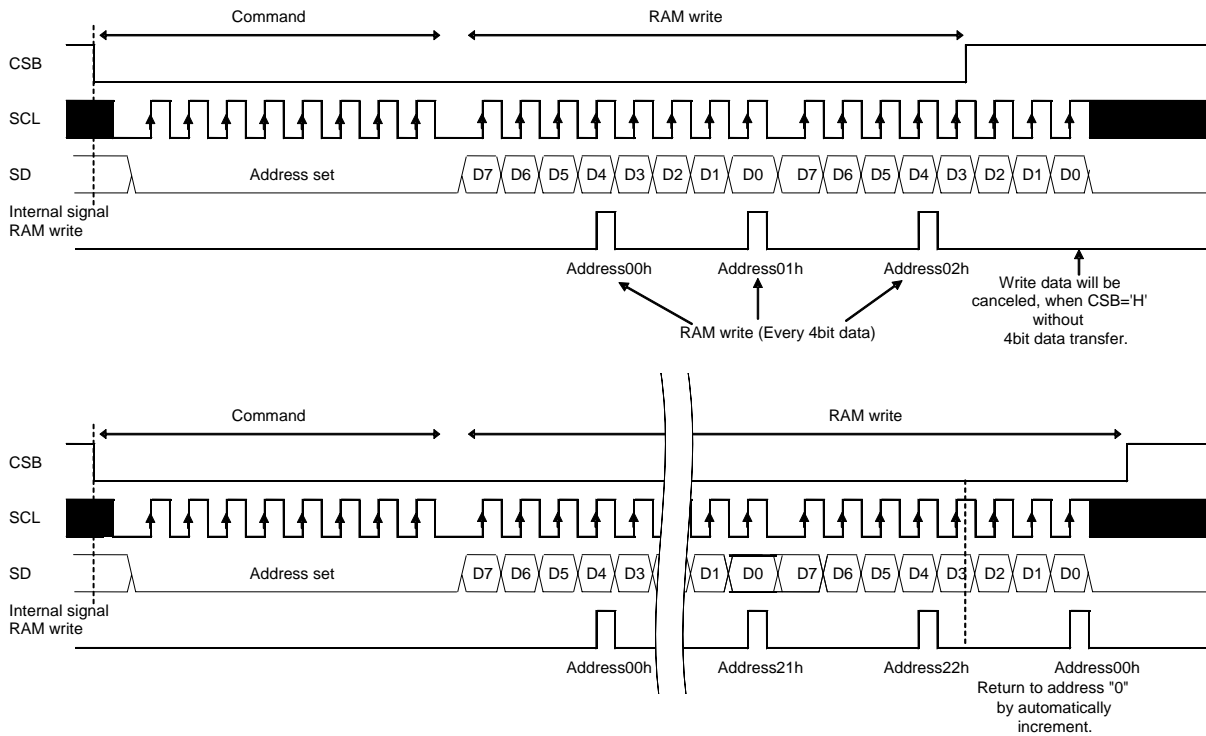 Command RAM write
CSB
SCL
SD Address set D7 D6 D5 D4 D3 D2 D1 D0 D7 D6 D5 D4 D3 D2 D1 D0
Internal signal
RAM write
Address00h Address01h Address02h
Write data will be
canceled, when CSB='H'
without
4bit data transfer.
RAM write (Every 4bit data)
Command RAM write
CSB
SCL
SD Address set D7 D6 D5 D4 D3 D1 D0 D7 D6 D5 D4 D3 D2 D1 D0
Internal signal
RAM write
Address00h Address21h Address22h Address00h
Return to address "0"
by automatically
increment.